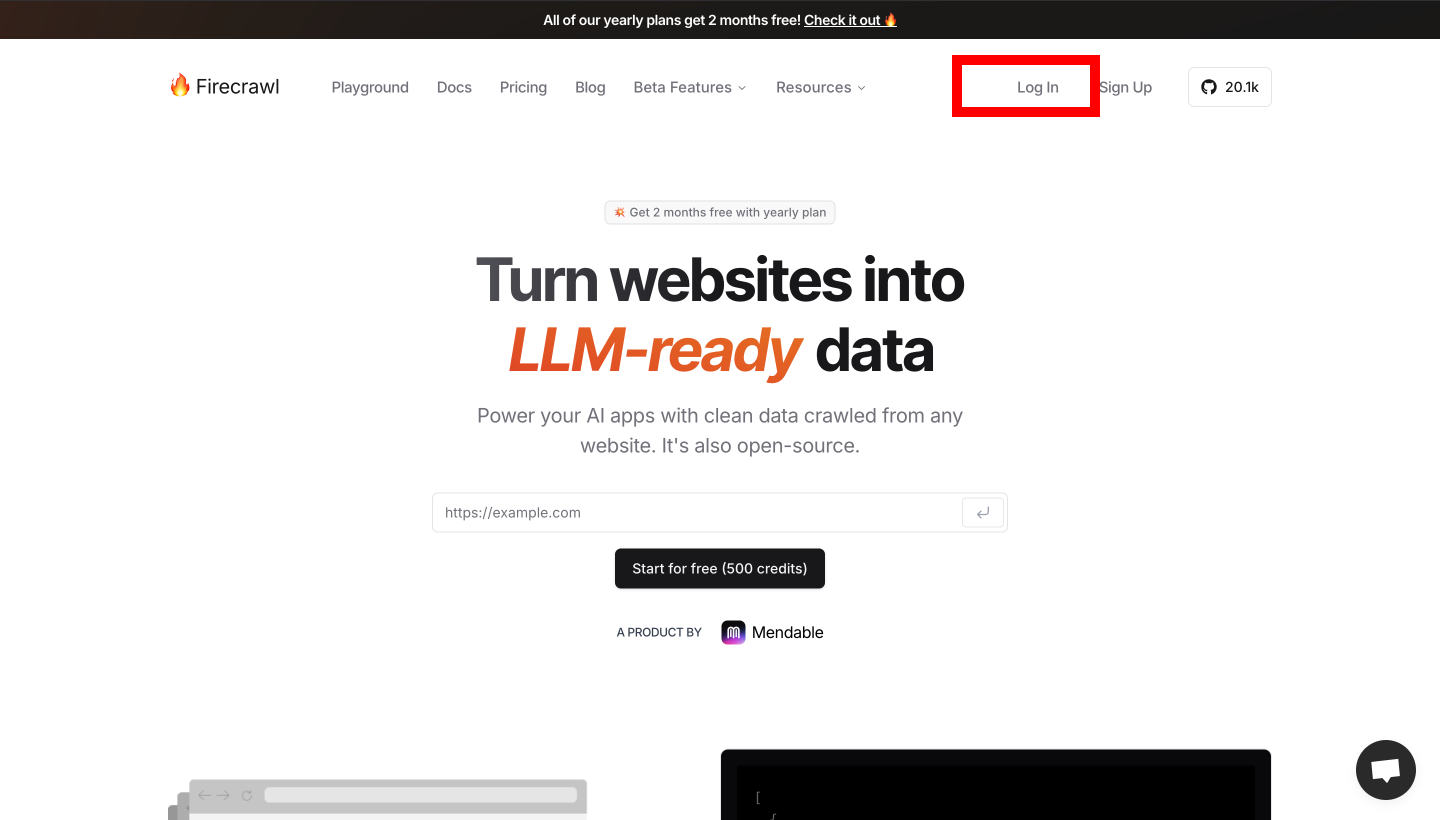 All of our yearly plans get 2 months free! Check it out 🔥
Firecrawl
Playground
Docs
Pricing
Blog
Beta Features
Resources
Log In
Sign Up
20.1k
Get 2 months free with yearly plan
Turn websites into
LLM-ready data
Power your AI apps with clean data crawled from any
website. It's also open-source.
https://example.com
Start for free (500 credits)
A PRODUCT BY
Mendable
[
{